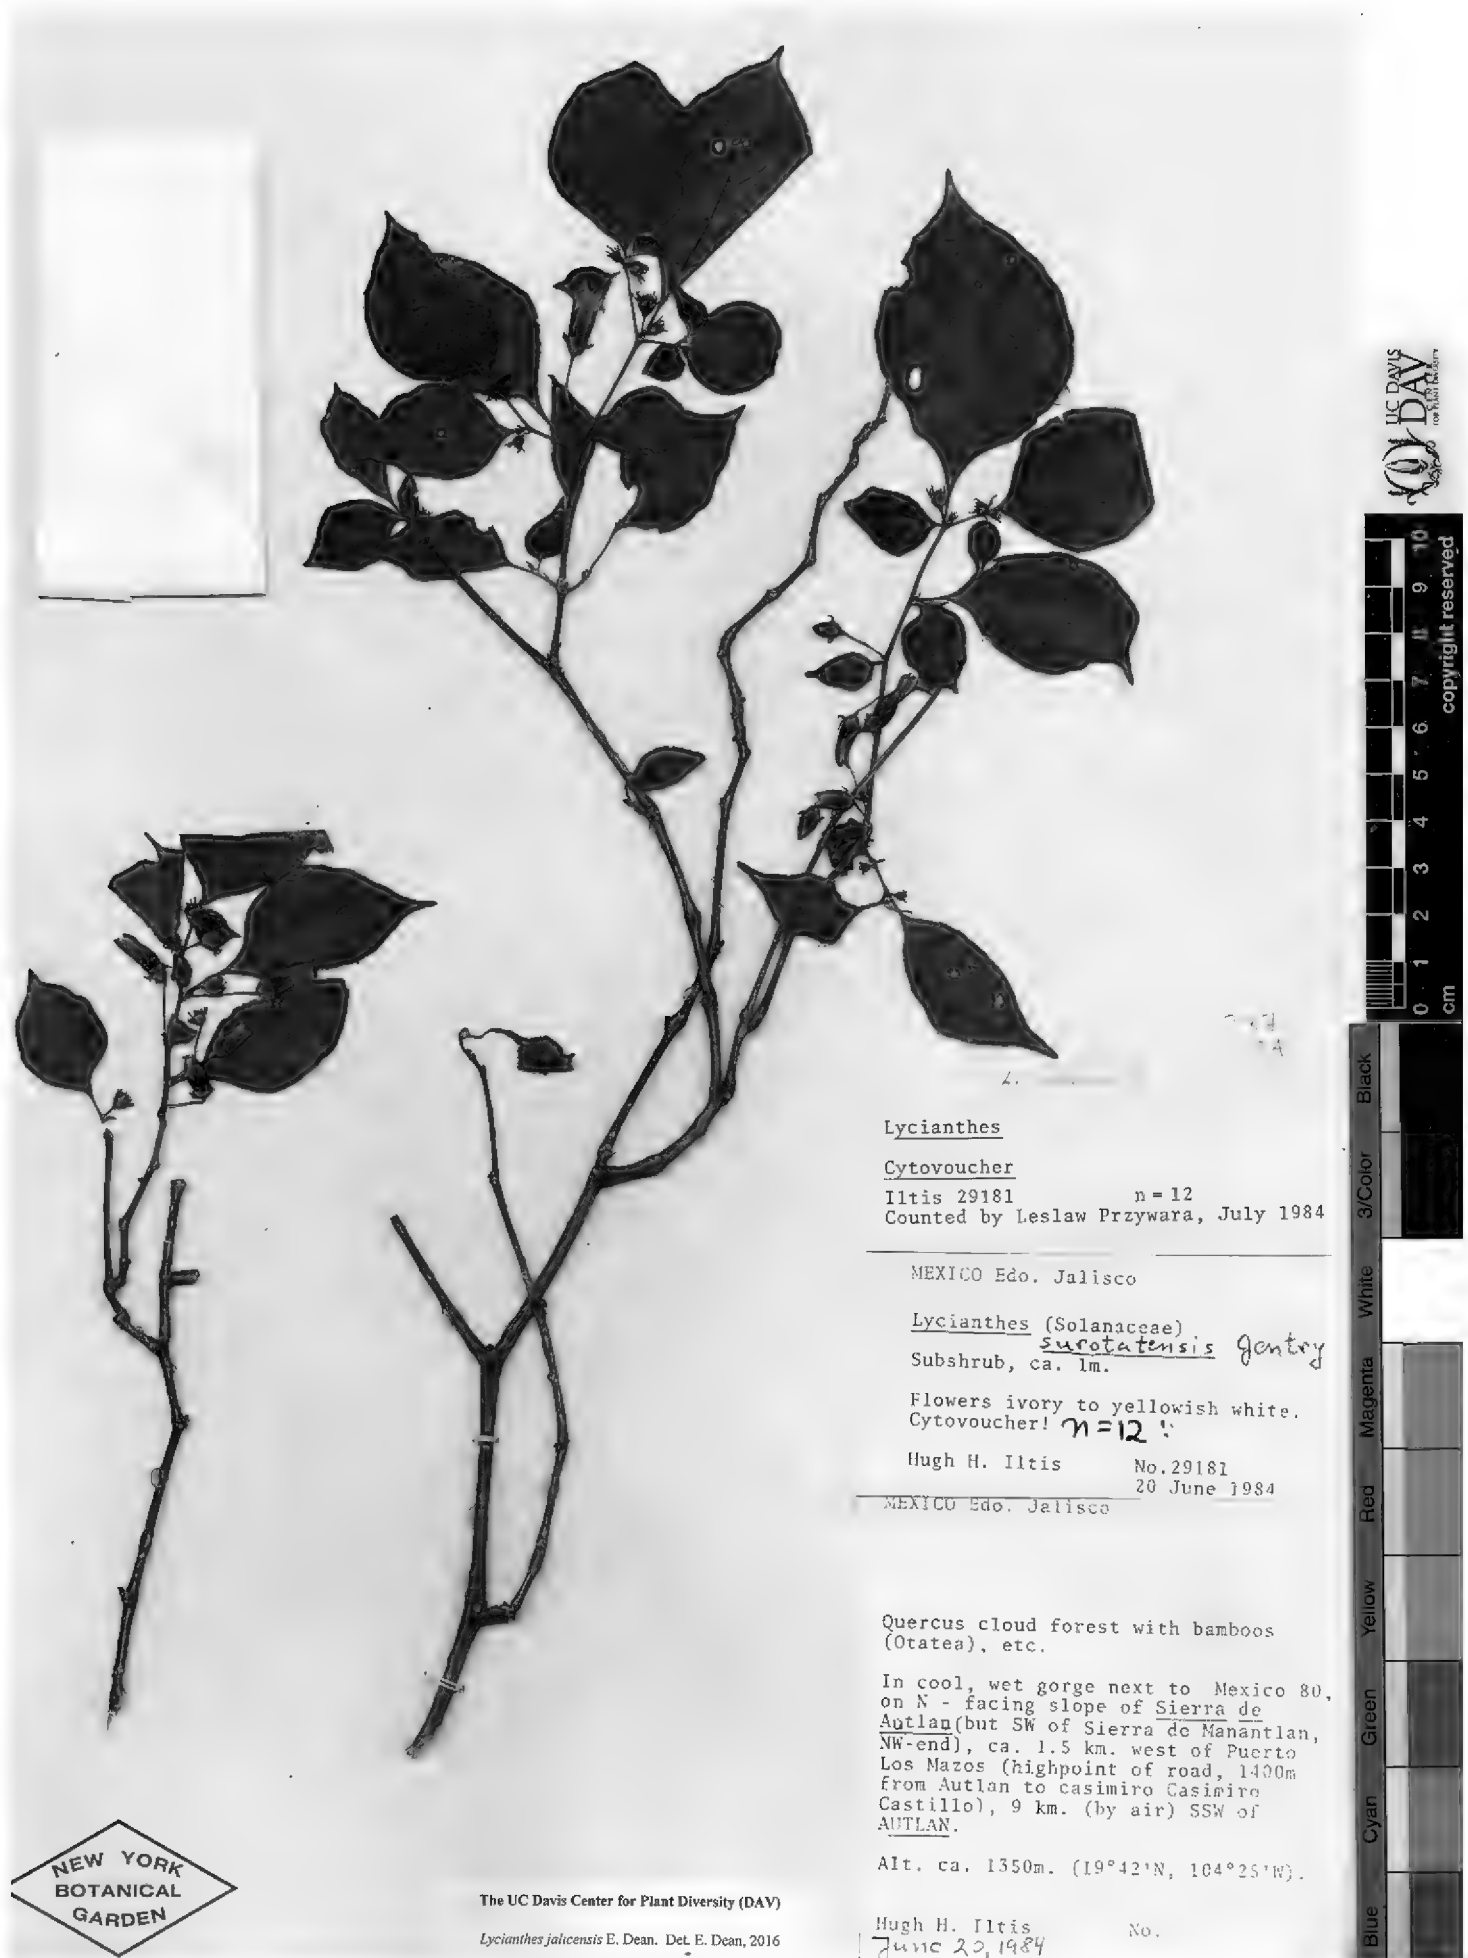 Lycianthes
Cytovoucher
Iltis 29181 n = 12
Counted by Leslaw Przywara, July 1984
MEXICO Edo. Jalisco
Lycianthes (Solanaceae)
surotatensis Gentry
Subshrub, ca. 1m.
Flowers ivory to yellowish white.
Cytovoucher! n=12
Hugh H. Iltis No.29181
20 June 1984
MEXICO Edo. Jalisco
Quercus cloud forest with bamboos
(Otatea), etc.
In cool, wet gorge next to Mexico 80,
on N - facing slope of Sierra de
Autlan(but SW of Sierra de Manantlan,
NW-end), ca. 1.5 km. west of Puerto
Los Mazos (highpoint of road, 1400m
from Autlan to casimiro Casimiro
Castillo), 9 km. (by air) SSW of
AUTLAN.
Alt. ca. 1350m. (19°42'N, 104°25'W).
Hugh H. Iltis No.
June 20, 1984
The UC Davis Center for Plant Diversity (DAV)
Lycianthes jalicensis E. Dean. Det. E. Dean, 2016
NEW YORK
BOTANICAL
GARDEN
UC DAVIS
DAV
CENTER
FOR PLANT DIVERSITY
copyright reserved
0 1 2 3 4 5 6 7 8 9 10
cm
Blue Cyan Green Yellow Red Magenta White 3/Color Black